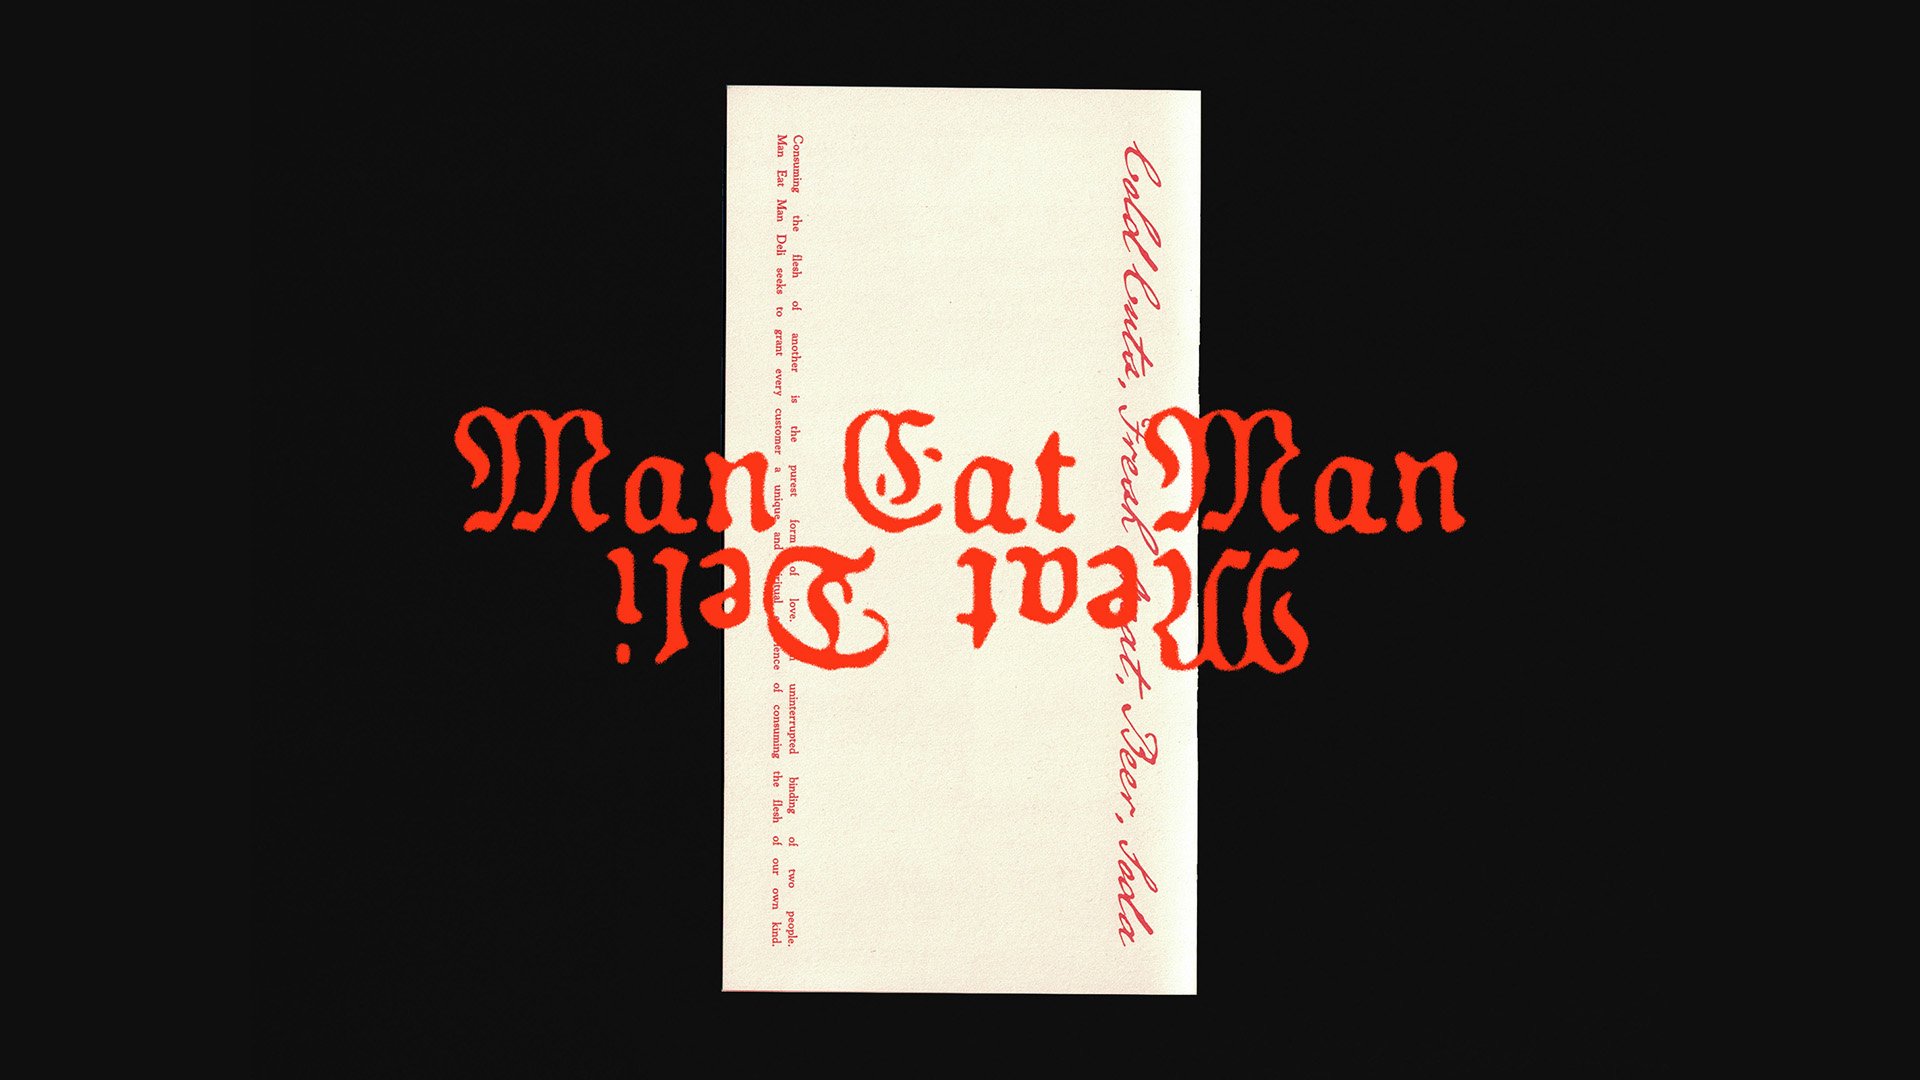 Man Eat Man
Meat Deli
Cold Cuts, Fresh Meat, Beer, Soda
Consuming the flesh of another is the purest form of love. uninterrupted binding of two people.
Man Eat Man Deli seeks to grant every customer a unique and spiritual experience of consuming the flesh of our own kind.